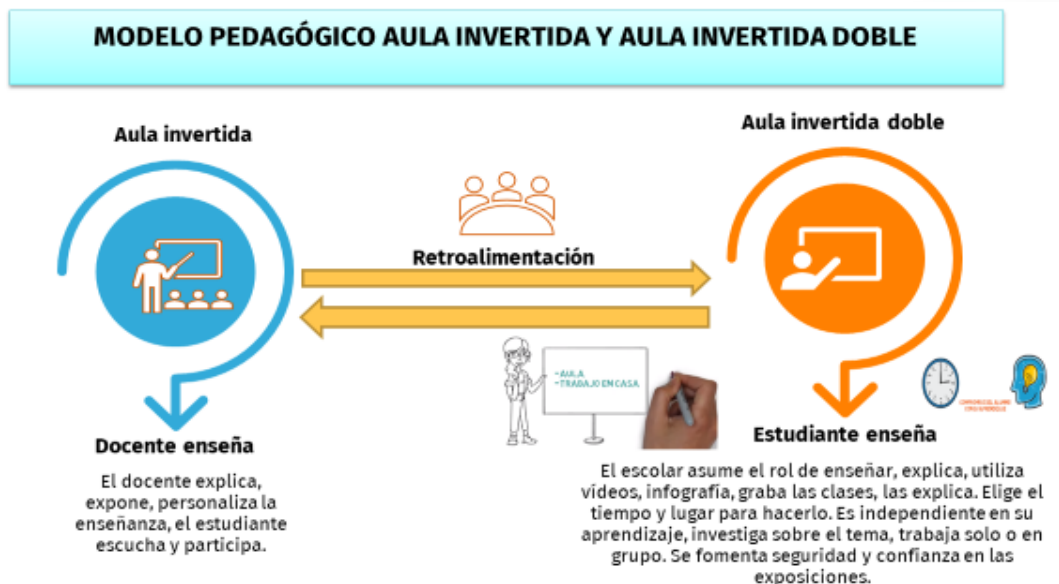 MODELO PEDAGÓGICO AULA INVERTIDA Y AULA INVERTIDA DOBLE
Aula invertida
Aula invertida doble
Retroalimentación
-AULA
-TRABAJO EN CASA
Docente enseña
El docente explica,
expone, personaliza la
enseñanza, el estudiante
escucha y participa.
Estudiante enseña
El escolar asume el rol de enseñar, explica, utiliza
vídeos, infografía, graba las clases, las explica. Elige el
tiempo y lugar para hacerlo. Es independiente en su
aprendizaje, investiga sobre el tema, trabaja solo o en
grupo. Se fomenta seguridad y confianza en las
exposiciones.